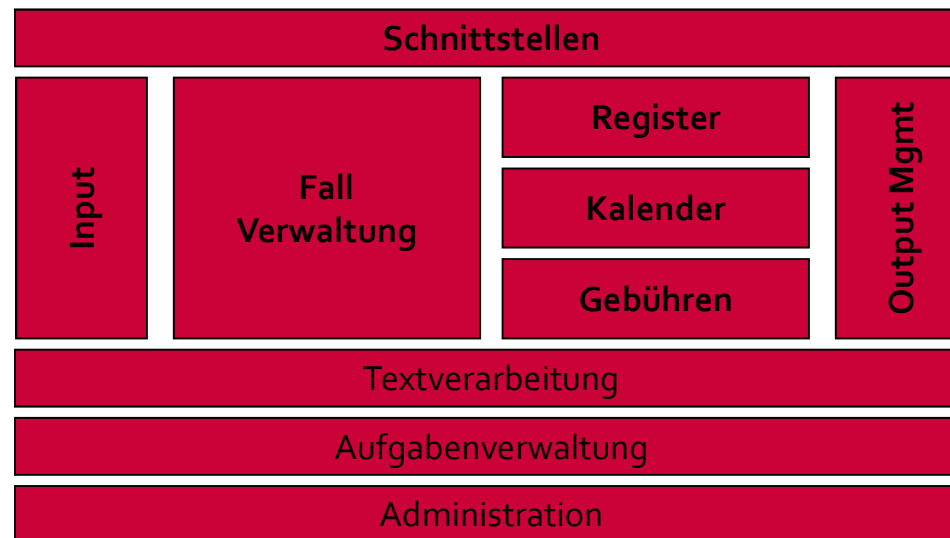 Schnittstellen
Input
Fall
Verwaltung
Register
Kalender
Gebühren
Output Mgmt
Textverarbeitung
Aufgabenverwaltung
Administration